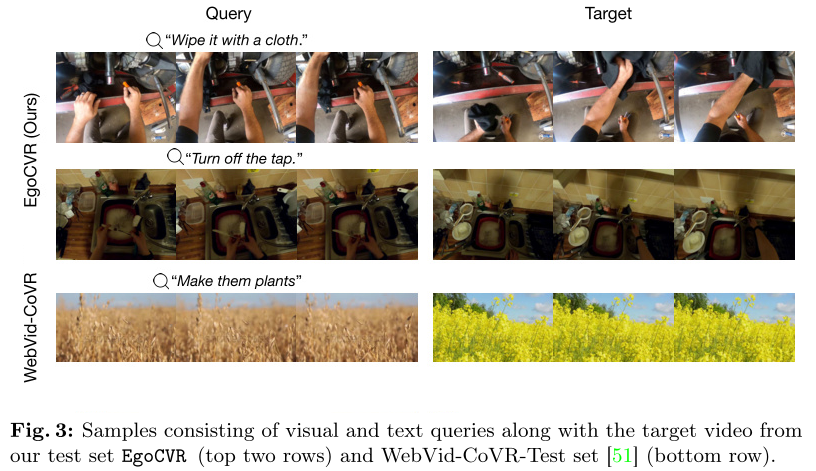 Query
Target
EgoCVR (Ours)
"Wipe it with a cloth."
"Turn off the tap."
WebVid-CoVR
"Make them plants"
Fig. 3: Samples consisting of visual and text queries along with the target video from
our test set EgoCVR (top two rows) and WebVid-CoVR-Test set [51] (bottom row).